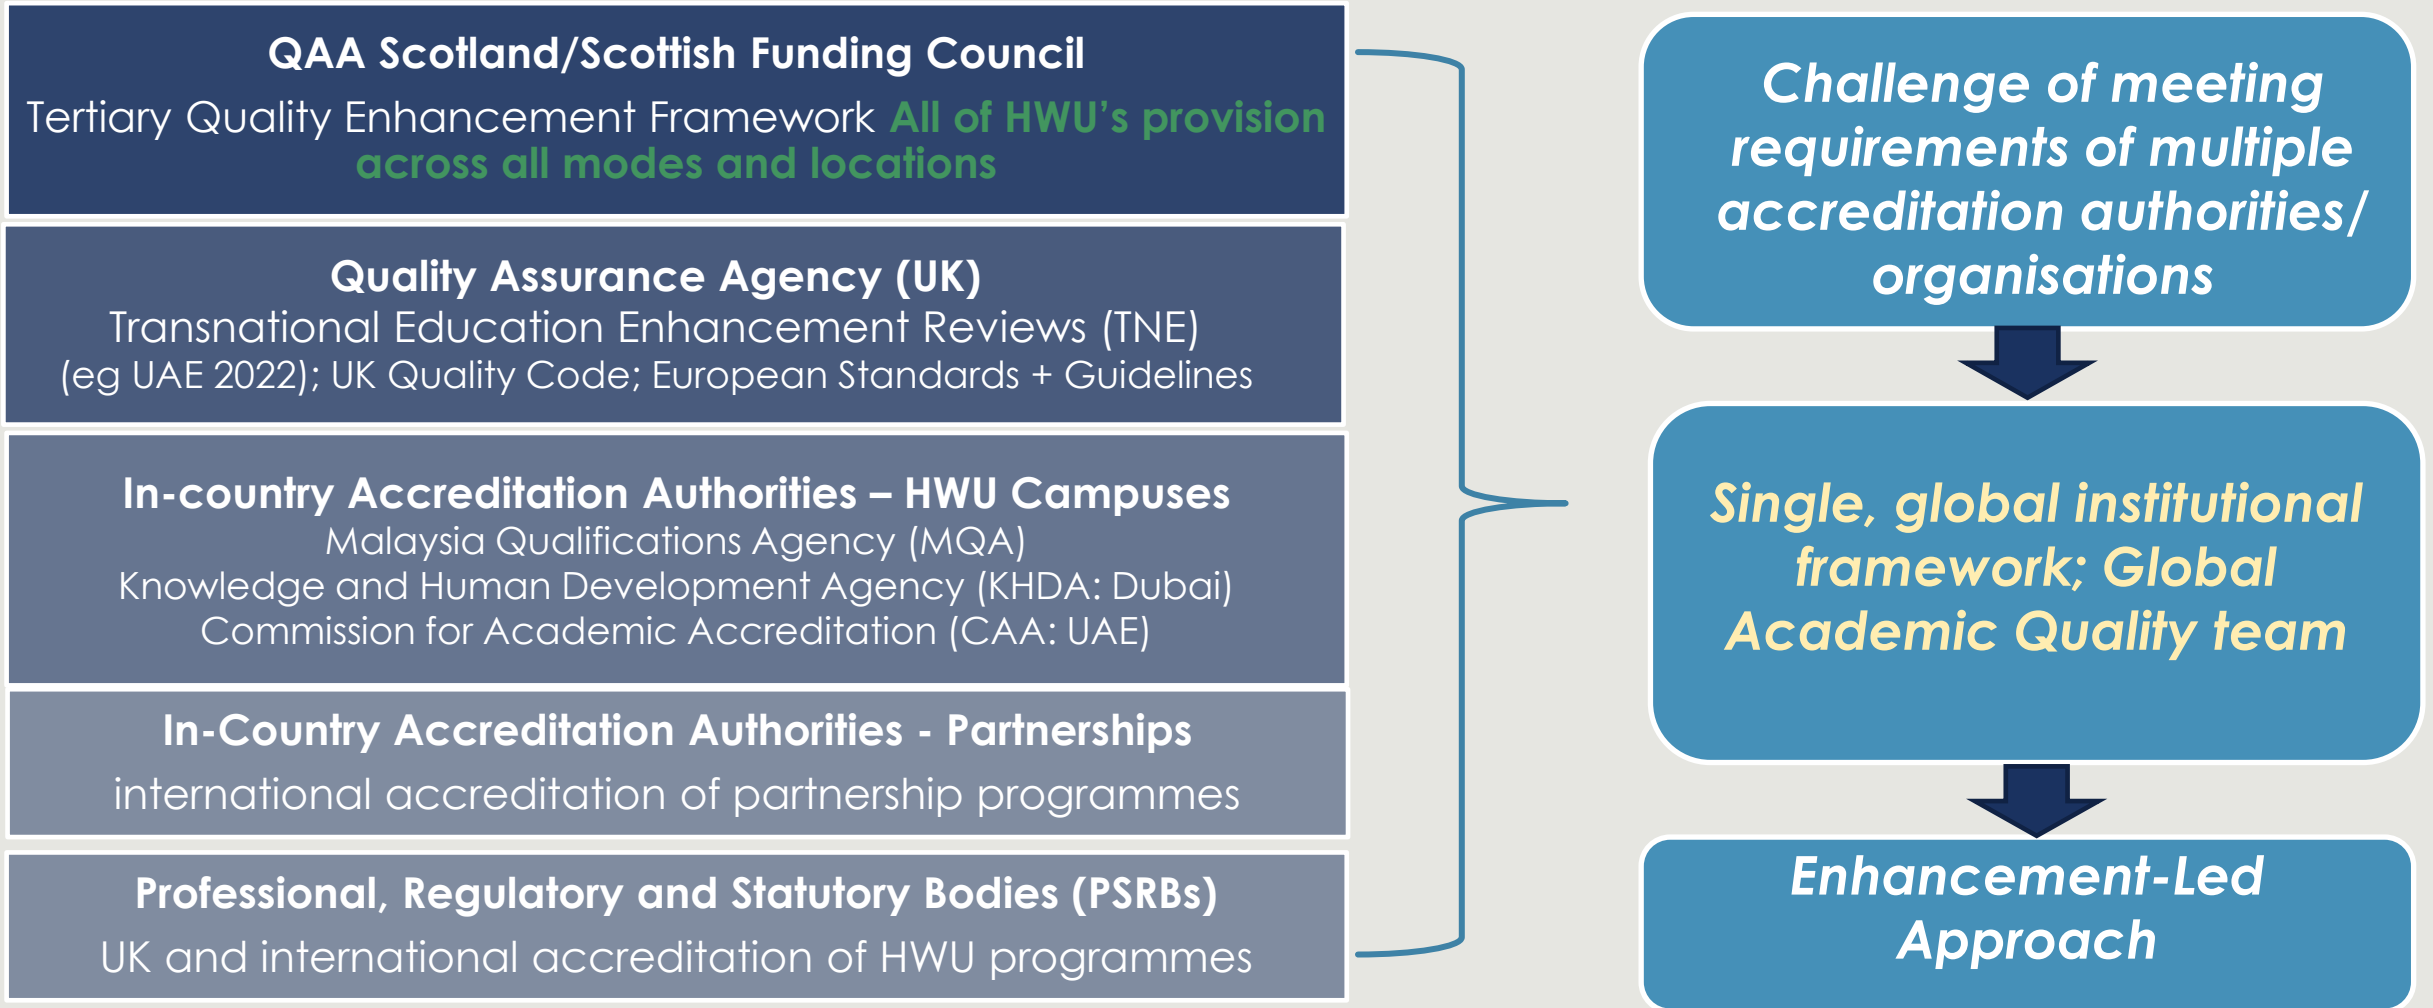 QAA Scotland/Scottish Funding Council
Tertiary Quality Enhancement Framework All of HWU’s provision
across all modes and locations
Quality Assurance Agency (UK)
Transnational Education Enhancement Reviews (TNE)
(eg UAE 2022); UK Quality Code; European Standards + Guidelines
In-country Accreditation Authorities – HWU Campuses
Malaysia Qualifications Agency (MQA)
Knowledge and Human Development Agency (KHDA: Dubai)
Commission for Academic Accreditation (CAA: UAE)
In-Country Accreditation Authorities - Partnerships
international accreditation of partnership programmes
Professional, Regulatory and Statutory Bodies (PSRBs)
UK and international accreditation of HWU programmes
Challenge of meeting
requirements of multiple
accreditation authorities/
organisations
Single, global institutional
framework; Global
Academic Quality team
Enhancement-Led
Approach